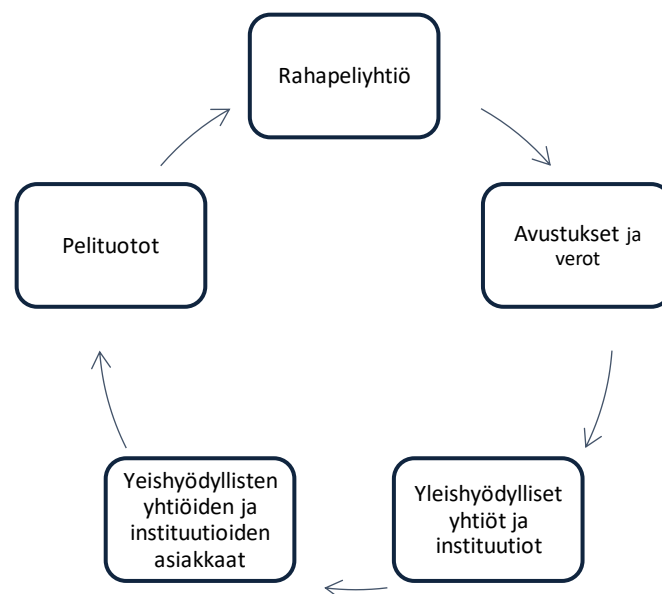 Rahapeliyhtiö
Avustukset ja
verot
Yleishyödylliset
yhtiöt ja
instituutiot
Yeishyödyllisten
yhtiöiden ja
instituutioiden
asiakkaat
Pelituotot